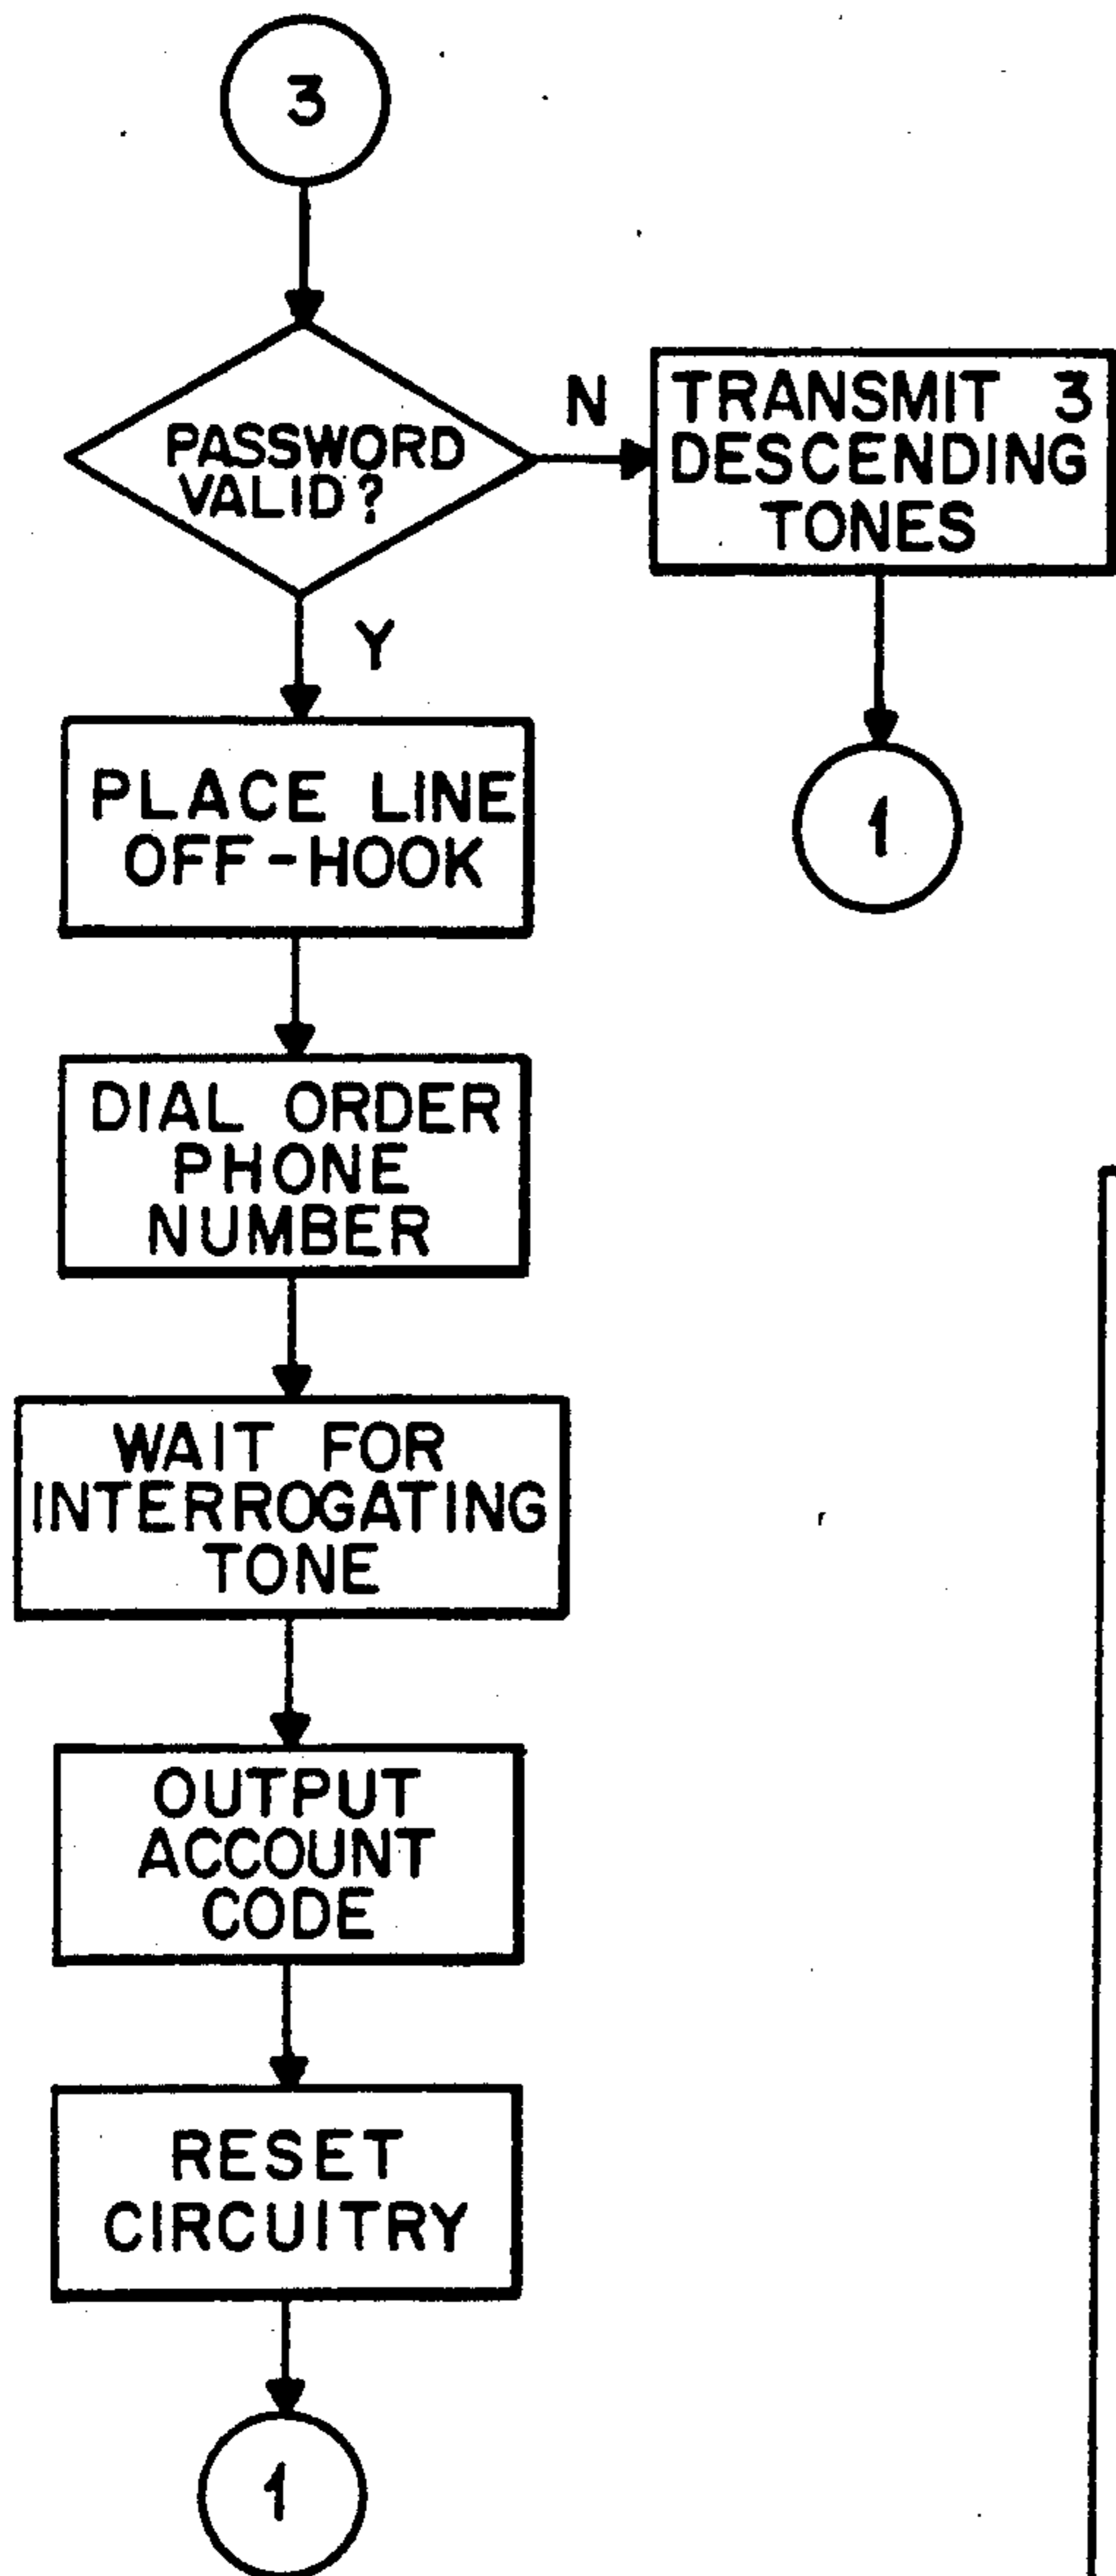 3
PASSWORD
VALID?
N
TRANSMIT 3
DESCENDING
TONES
1
Y
PLACE LINE
OFF-HOOK
DIAL ORDER
PHONE
NUMBER
WAIT FOR
INTERROGATING
TONE
OUTPUT
ACCOUNT
CODE
RESET
CIRCUITRY
1